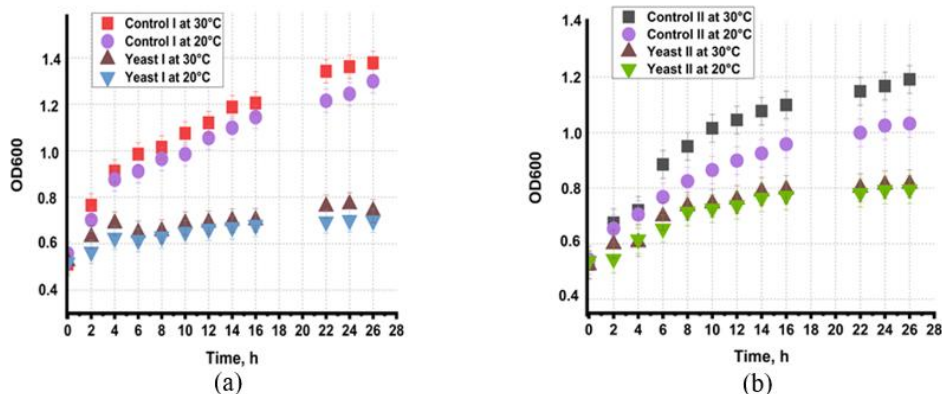 Control I at 30°C
Control I at 20°C
Yeast I at 30°C
Yeast I at 20°C
1.4
1.2
1.0
0.8
0.6
0.4
OD600
0 2 4 6 8 10 12 14 16 18 20 22 24 26 28
Time, h
(a)
Control II at 30°C
Control II at 20°C
Yeast II at 30°C
Yeast II at 20°C
1.4
1.2
1.0
0.8
0.6
0.4
OD600
0 2 4 6 8 10 12 14 16 18 20 22 24 26 28
Time, h
(b)